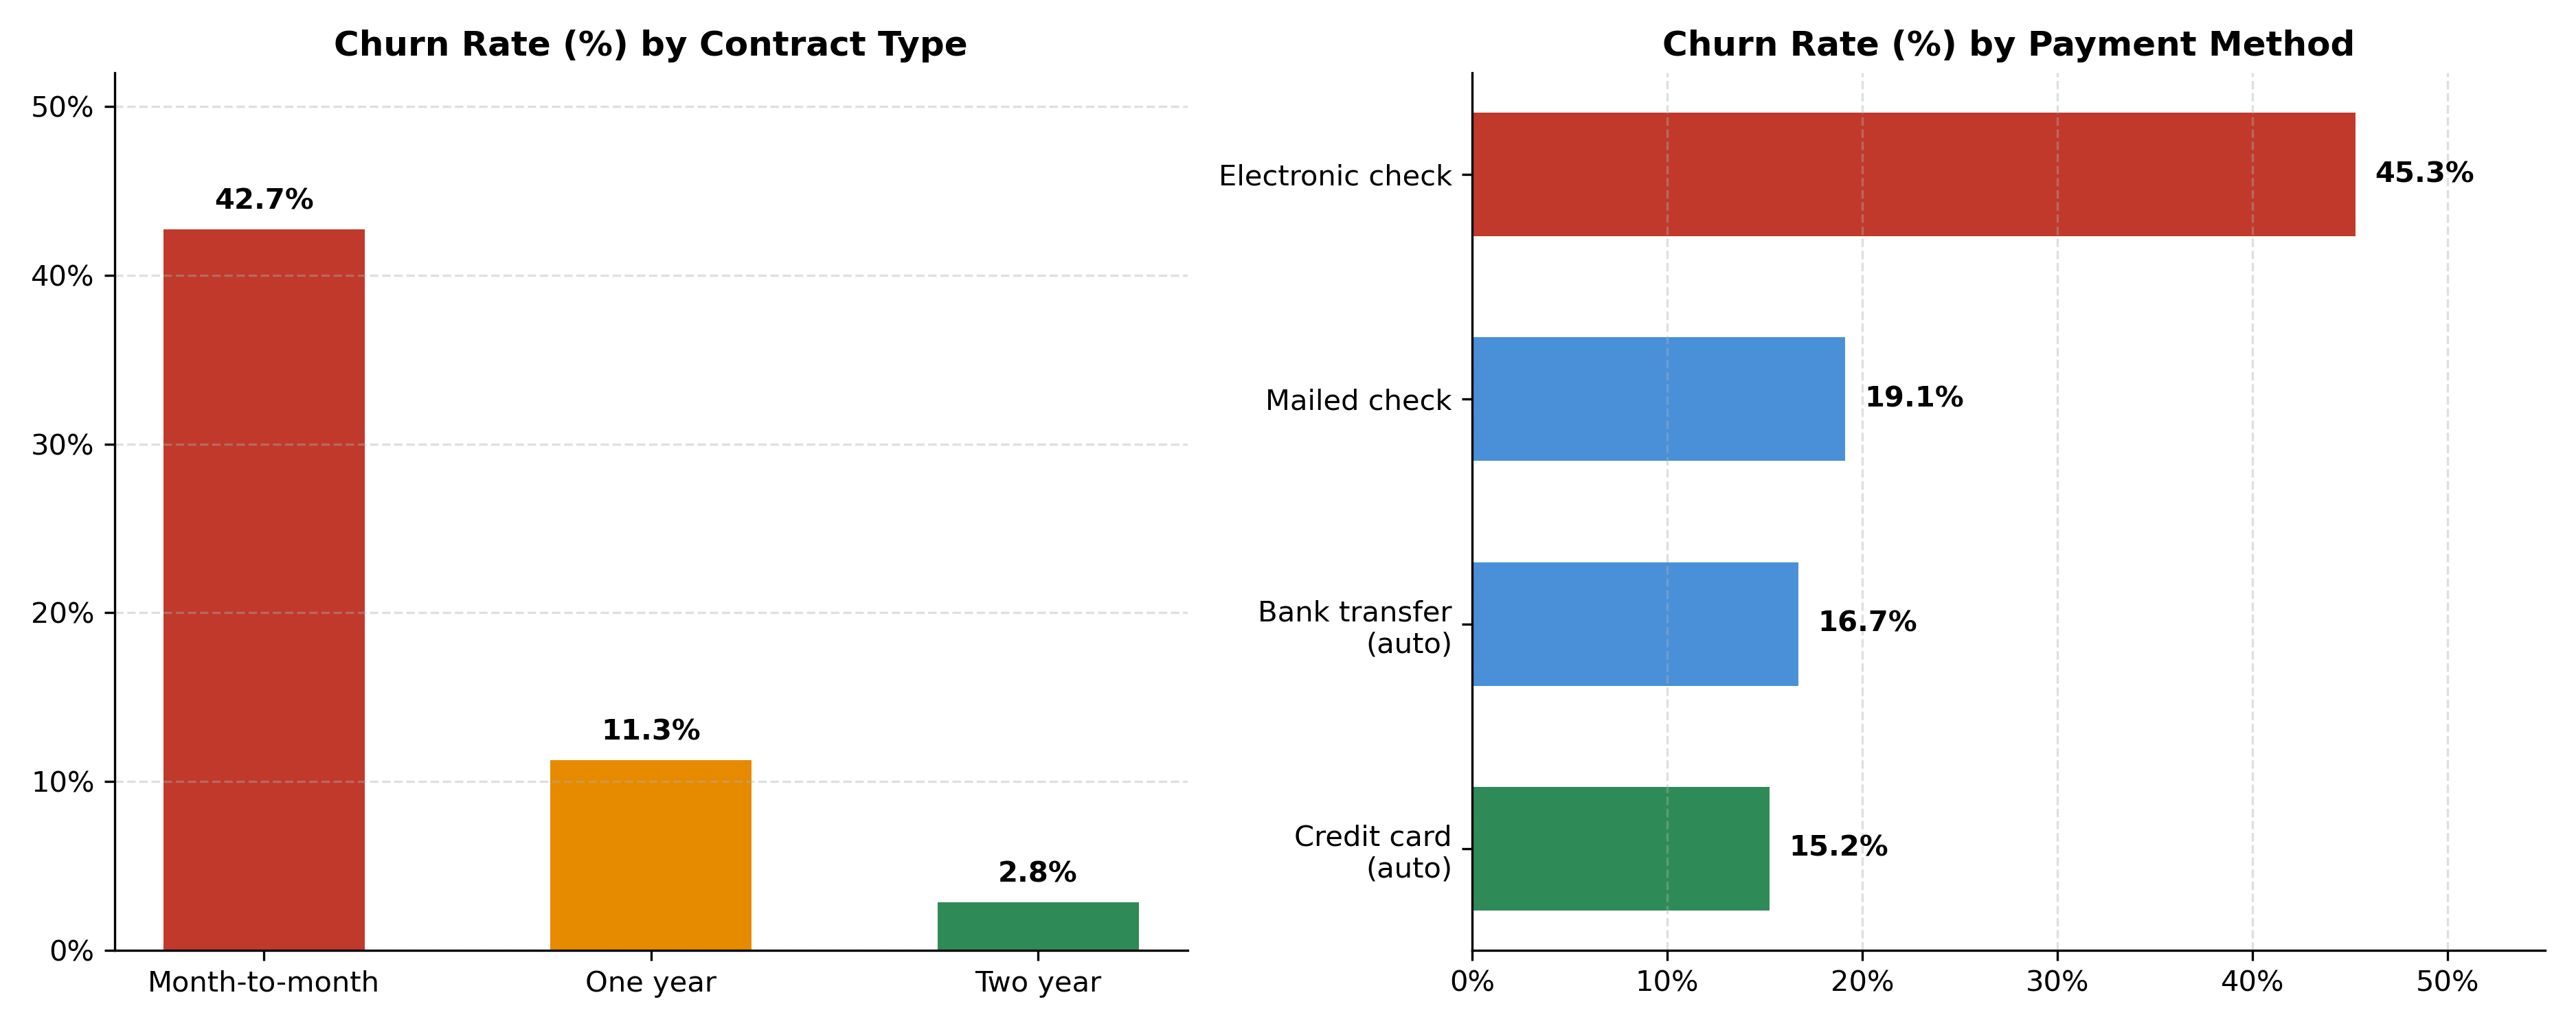 Churn Rate (%) by Contract Type
50%
40%
30%
20%
10%
0%
42.7%
11.3%
2.8%
Month-to-month
One year
Two year
Churn Rate (%) by Payment Method
Electronic check
45.3%
Mailed check
19.1%
Bank transfer
(auto)
16.7%
Credit card
(auto)
15.2%
0%
10%
20%
30%
40%
50%